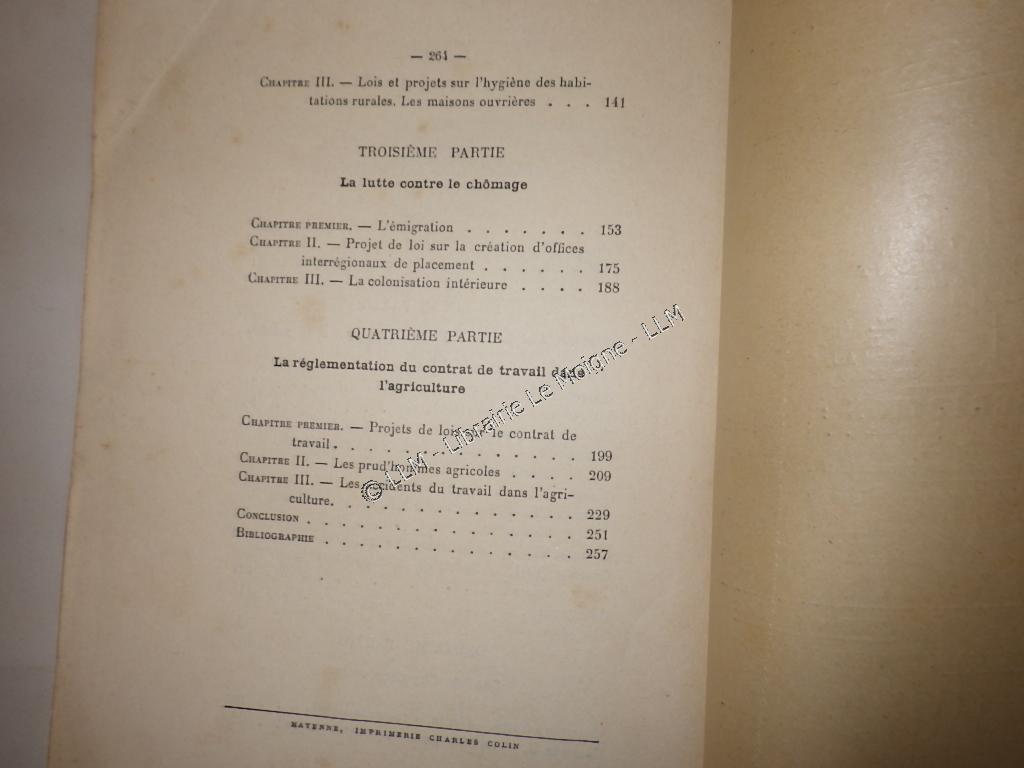 — 264 —
CHAPITRE III. — Lois et projets sur l'hygiène des habi-
tations rurales. Les maisons ouvrières . . . 141
TROISIÈME PARTIE
La lutte contre le chômage
CHAPITRE PREMIER. — L'émigration . . . . . . . 153
CHAPITRE II. — Projet de loi sur la création d'offices
interrégionaux de placement . . . . . . 175
CHAPITRE III. — La colonisation intérieure . . . . 188
QUATRIÈME PARTIE
La réglementation du contrat de travail dans
l'agriculture
CHAPITRE PREMIER. — Projets de lois sur le contrat de
travail . . . . . . . . . . . . . 199
CHAPITRE II. — Les prud'hommes agricoles . . . . 209
CHAPITRE III. — Les accidents du travail dans l'agri-
culture. . . . . . . . . . . . . . 229
CONCLUSION . . . . . . . . . . . . . 251
BIBLIOGRAPHIE . . . . . . . . . . . . 257
MAYENNE, IMPRIMERIE CHARLES COLIN
© LLM - Librairie Le Moigne - LLM